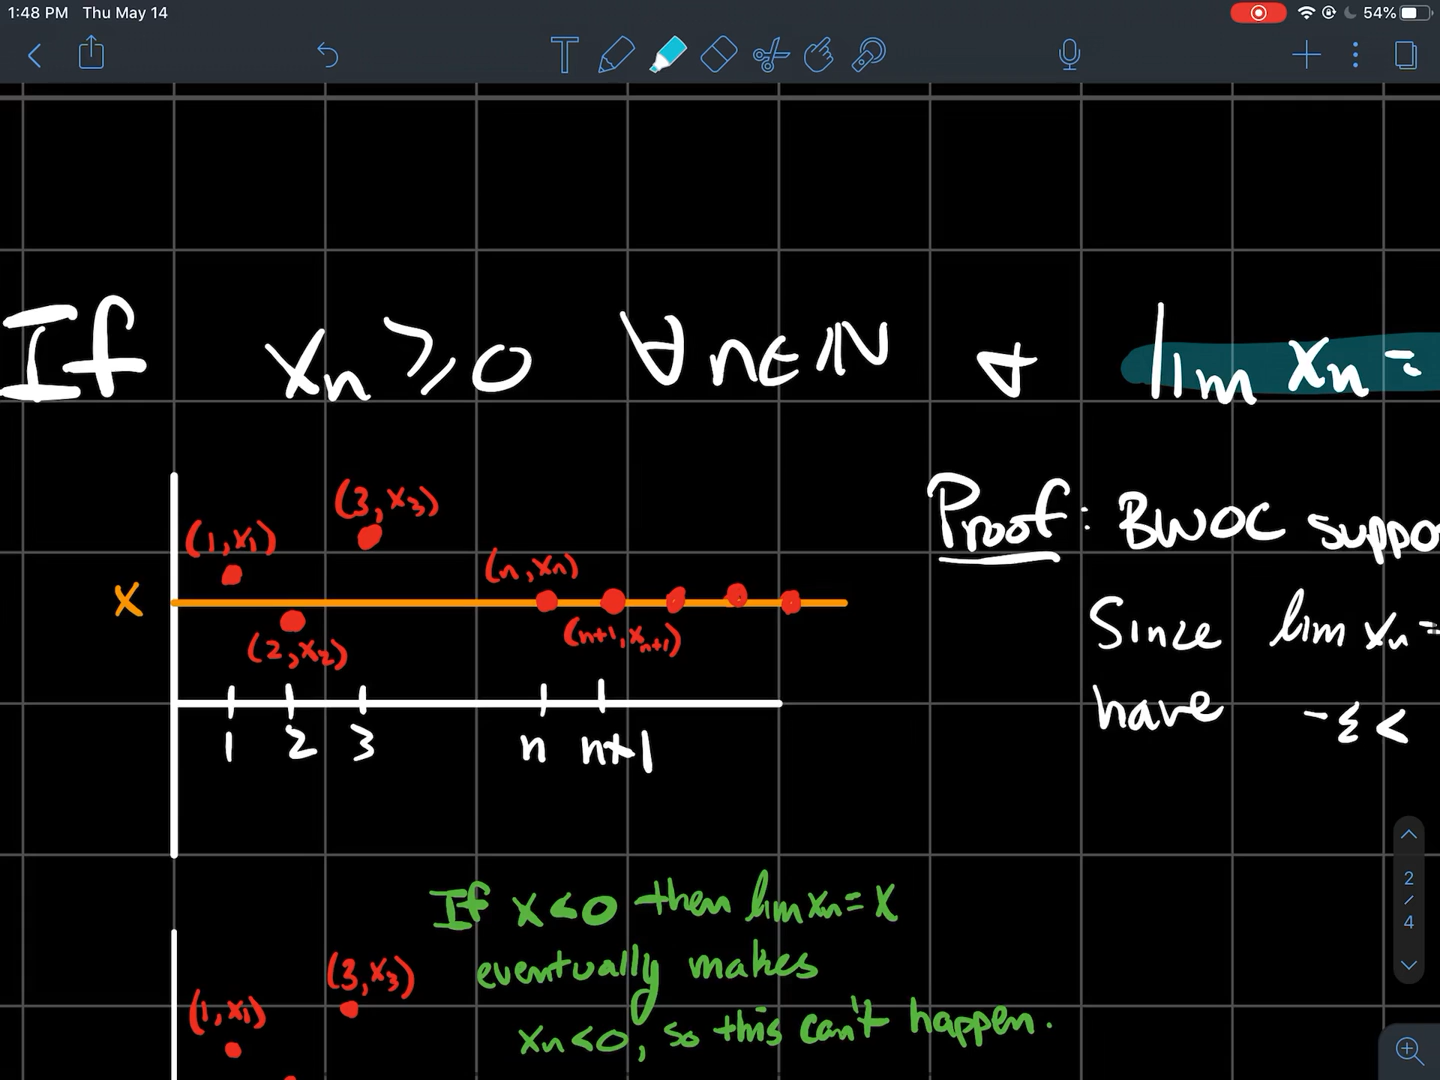 1:48 PM Thu May 14
54%
If xn ≥ 0 ∀n∈ℕ & lim xn =
(3, x3)
(1, x1)
Proof: BWOC suppo
(n, xn)
x
(n+1, xn+1)
Since lim xn =
(2, x2)
have -ε <
1 2 3 n n+1
2
/
4
If x<0 then lim xn = x
eventually makes
xn<0, so this can't happen.
(3, x3)
(1, x1)